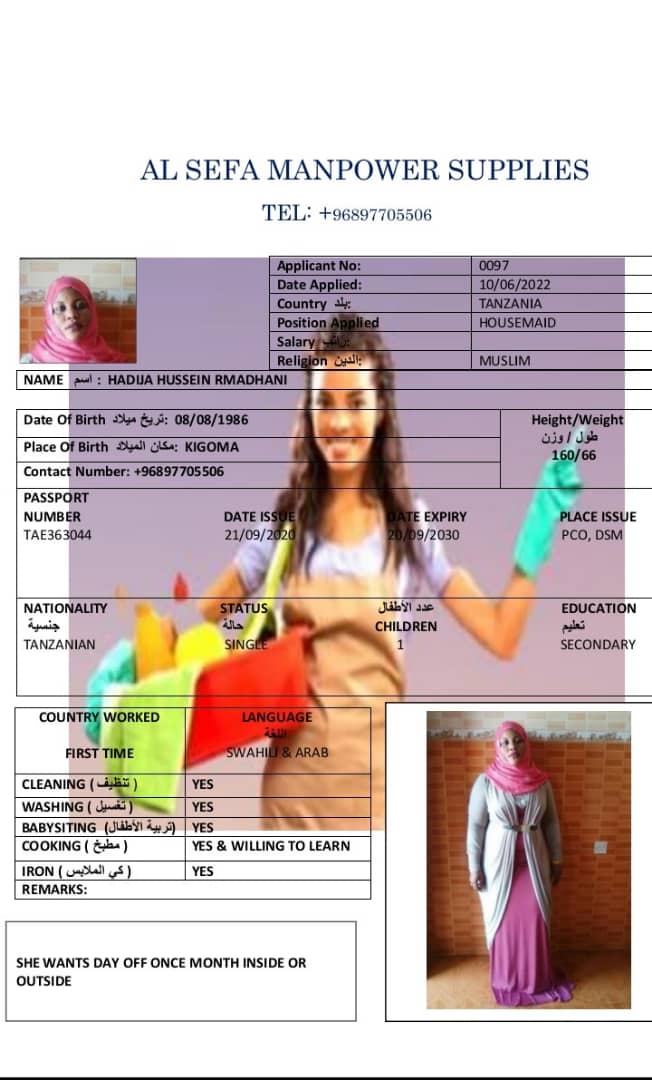 AL SEFA MANPOWER SUPPLIES
TEL: +96897705506
Applicant No: 0097
Date Applied: 10/06/2022
Country بلد: TANZANIA
Position Applied HOUSEMAID
Salary راتب:
Religion الدين: MUSLIM
NAME اسم : HADIJA HUSSEIN RMADHANI
Date Of Birth تريخ ميلاد: 08/08/1986
Place Of Birth مكان الميلاد: KIGOMA
Contact Number: +96897705506
Height/Weight
طول / وزن
160/66
PASSPORT
NUMBER DATE ISSUE DATE EXPIRY PLACE ISSUE
TAE363044 21/09/2020 20/09/2030 PCO, DSM
NATIONALITY STATUS عدد الأطفال EDUCATION
جنسية حالة CHILDREN تعليم
TANZANIAN SINGLE 1 SECONDARY
COUNTRY WORKED LANGUAGE
اللغة
FIRST TIME SWAHILI & ARAB
CLEANING ( تنظيف ) YES
WASHING ( تغسيل ) YES
BABYSITING (تربية الأطفال) YES
COOKING ( مطبخ ) YES & WILLING TO LEARN
IRON ( كي الملابس ) YES
REMARKS:
SHE WANTS DAY OFF ONCE MONTH INSIDE OR
OUTSIDE